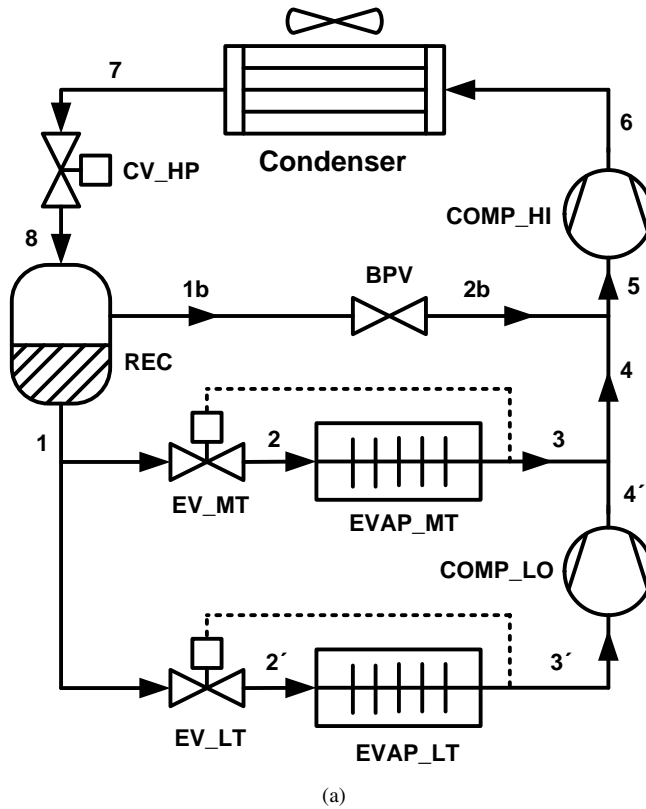 7
6
Condenser
CV_HP
COMP_HI
8
1b
BPV
2b
5
REC
4
1
2
3
EV_MT
EVAP_MT
4´
COMP_LO
2´
3´
EV_LT
EVAP_LT
(a)